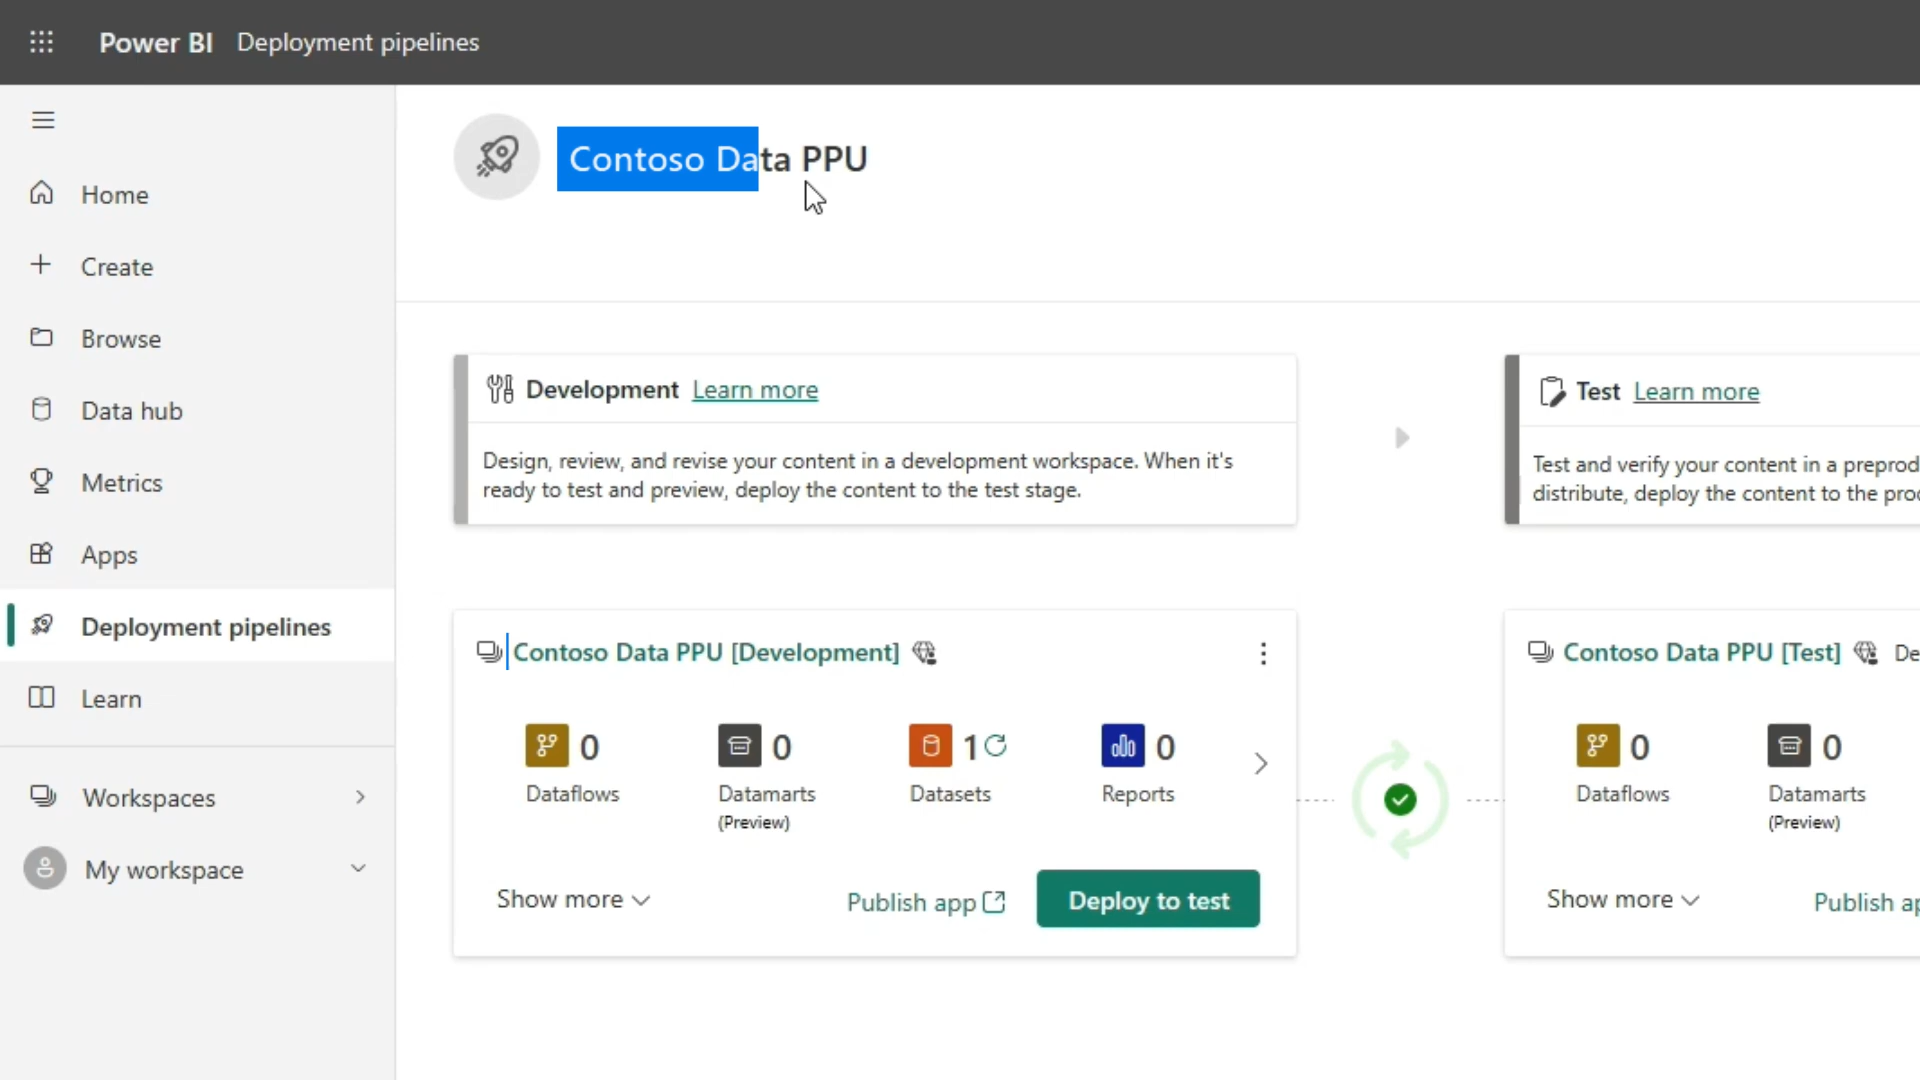 Power BI Deployment pipelines
Contoso Data PPU
Home
Create
Browse
Data hub
Metrics
Apps
Deployment pipelines
Learn
Workspaces
My workspace
Development Learn more
Design, review, and revise your content in a development workspace. When it's
ready to test and preview, deploy the content to the test stage.
Test Learn more
Test and verify your content in a preprod
distribute, deploy the content to the proc
Contoso Data PPU [Development]
0 0 1 0
Dataflows Datamarts Datasets Reports
(Preview)
Show more Publish app Deploy to test
Contoso Data PPU [Test] De
0 0
Dataflows Datamarts
(Preview)
Show more Publish ap